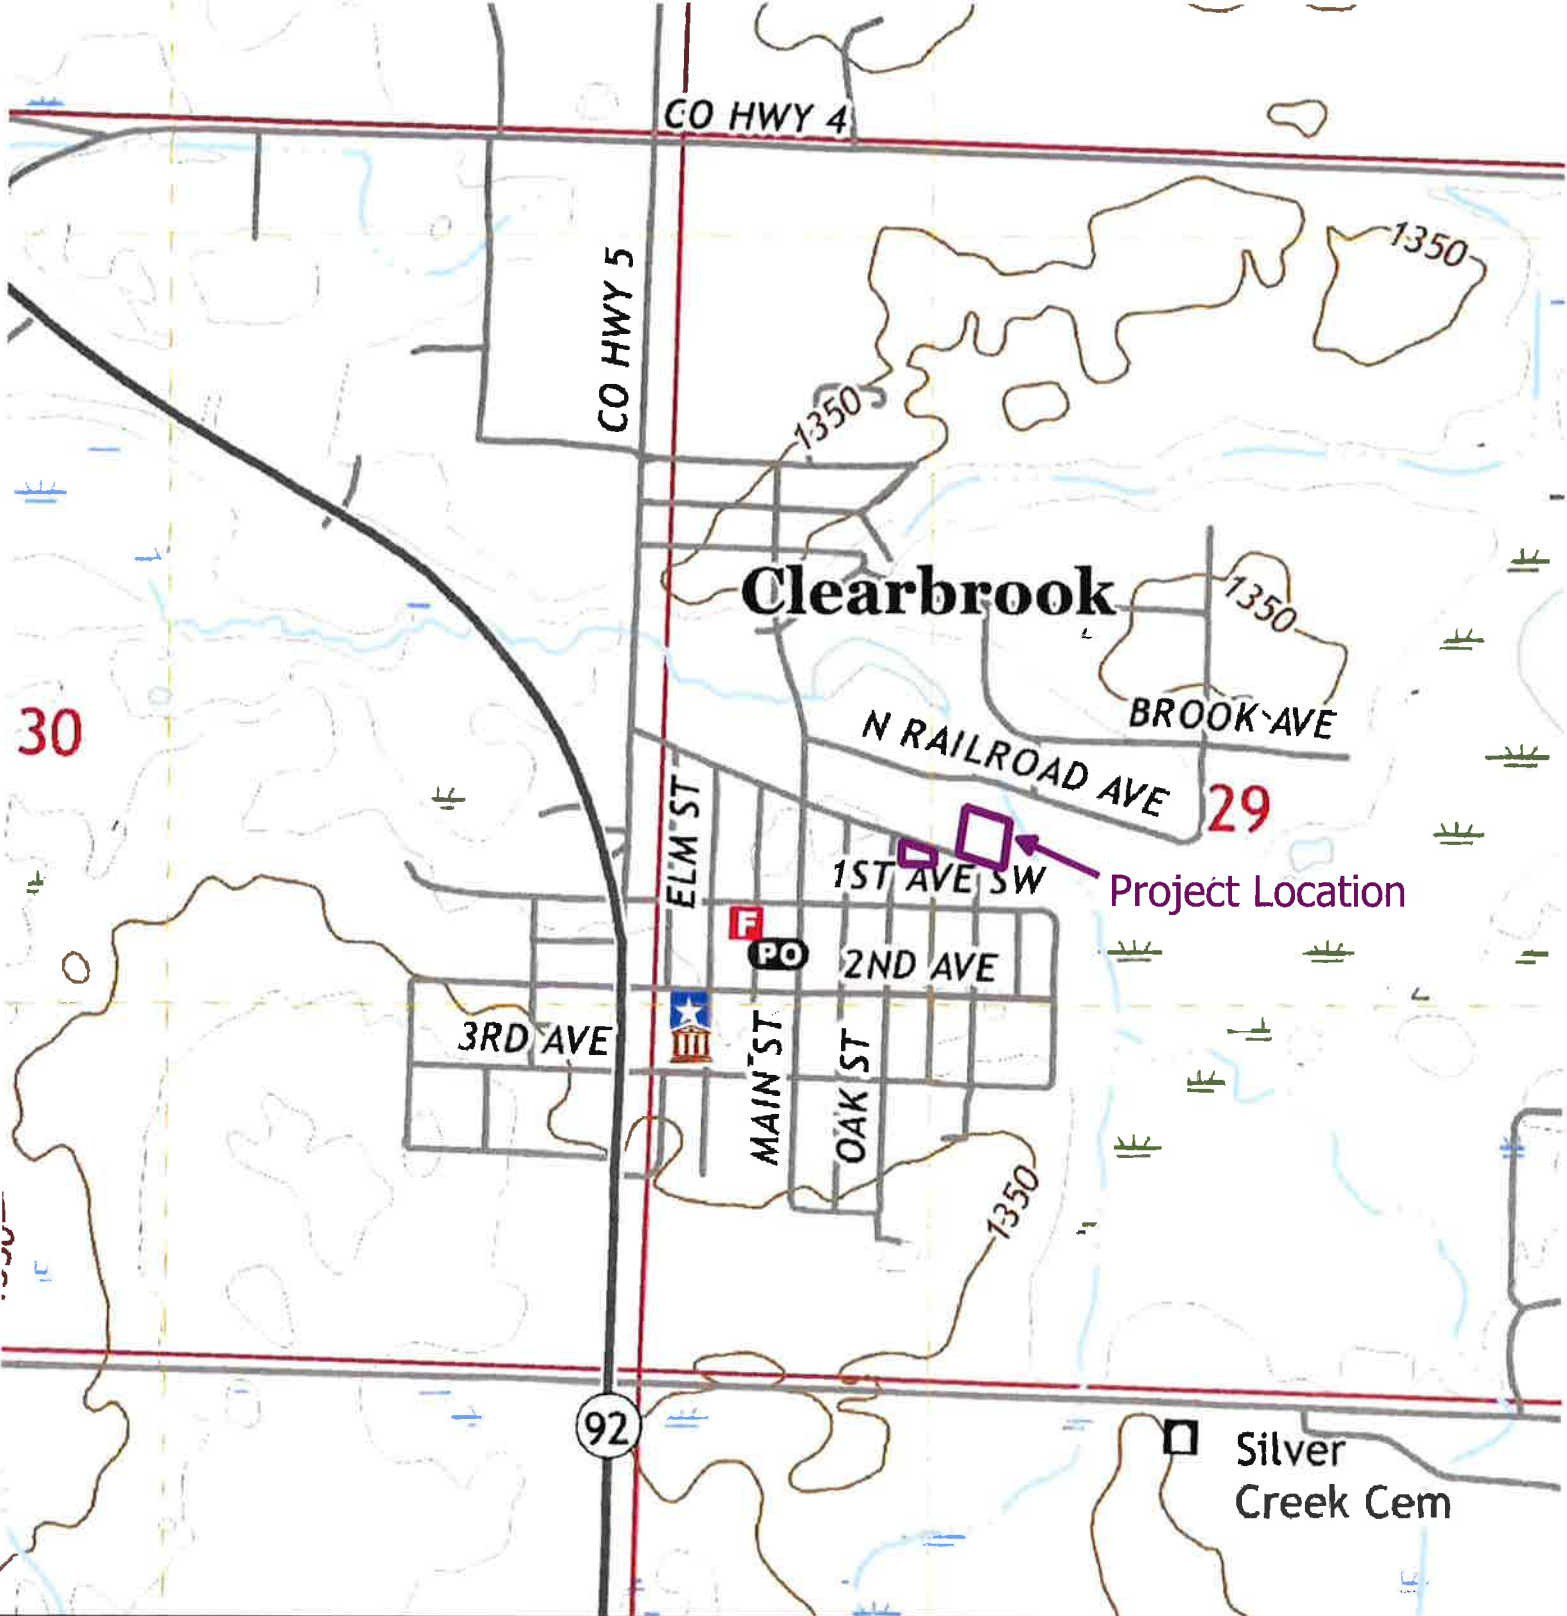 CO HWY 4
1350
CO HWY 5
1350
Clearbrook
1350
BROOK AVE
N RAILROAD AVE
30
29
ELM ST
1ST AVE SW
Project Location
F
PO
2ND AVE
3RD AVE
MAIN ST
OAK ST
1350
92
Silver
Creek Cem